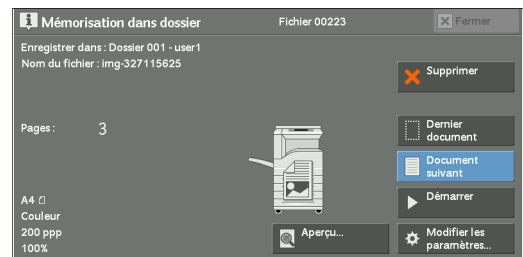 Mémorisation dans dossier
Fichier 00223
Fermer
Enregistrer dans : Dossier 001 - user1
Nom du fichier : img-327115625
Supprimer
Pages :
3
Dernier
document
Document
suivant
A4
Démarrer
Couleur
200 ppp
100%
Aperçu...
Modifier les
paramètres...